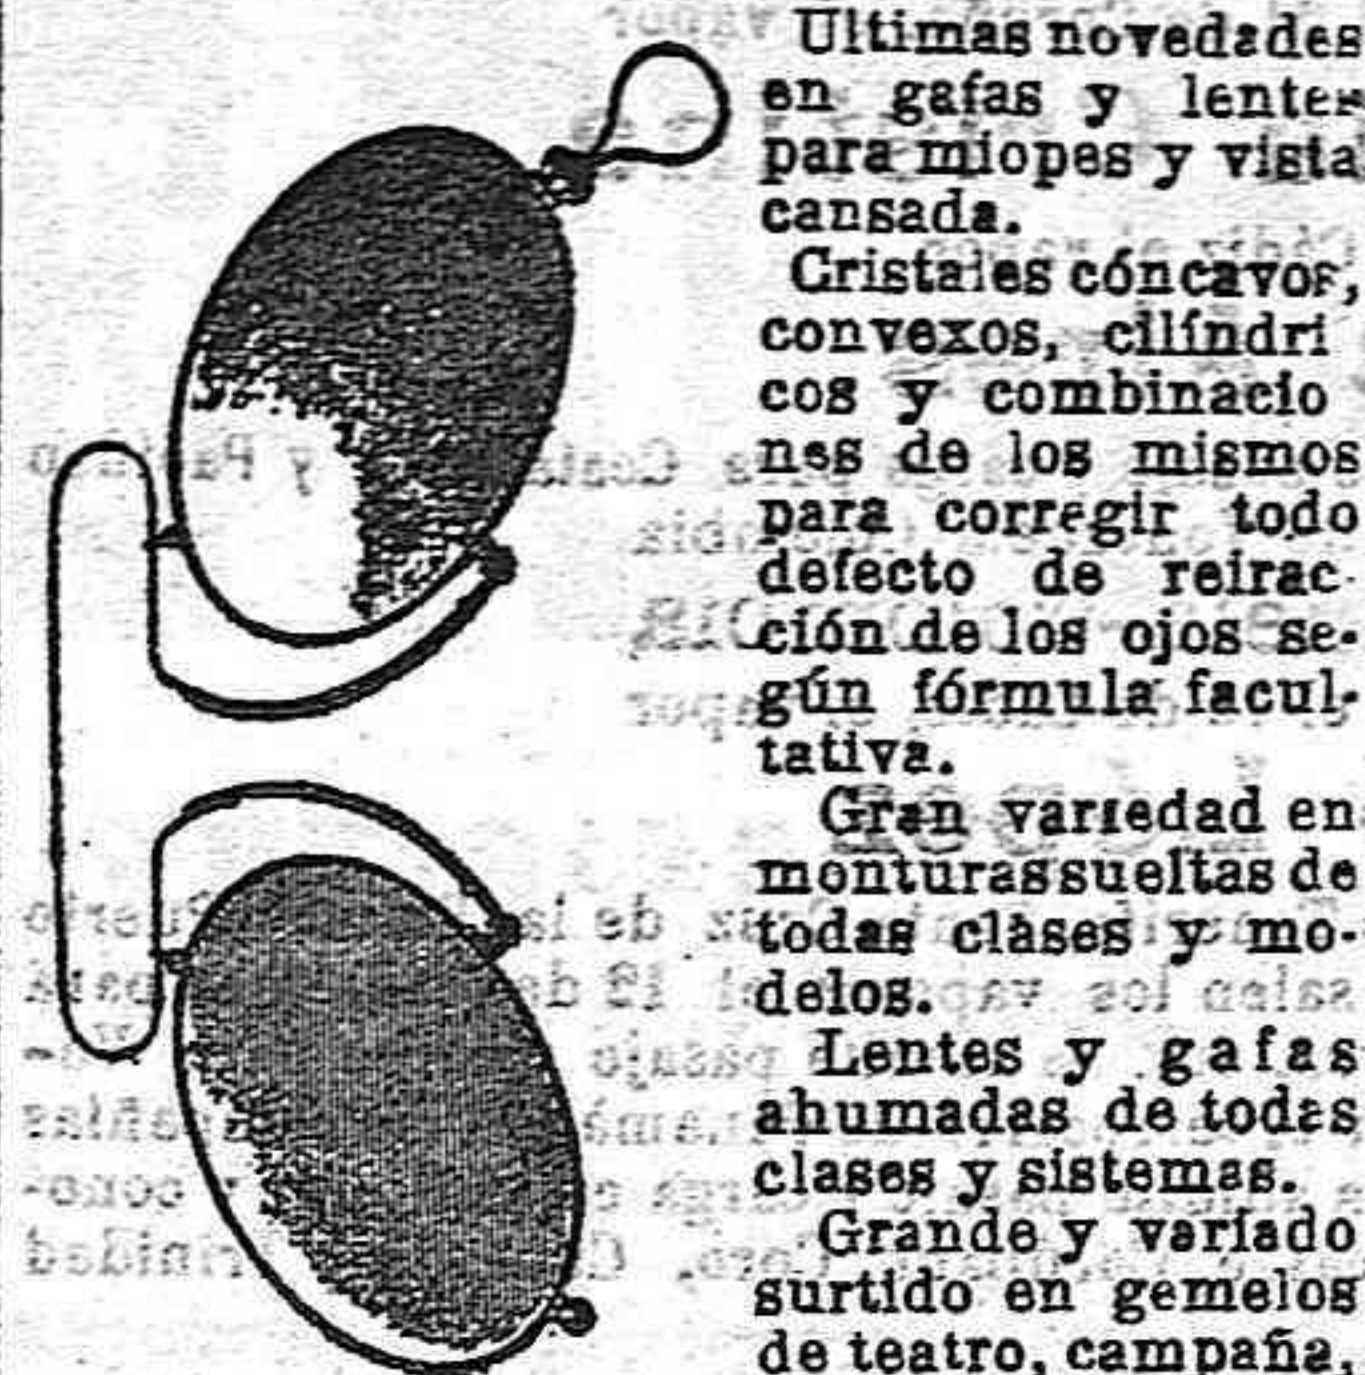 Ultimas novedades
en gafas y lentes
para miopes y vista
cansada.
Cristales cóncavos,
convexos, cilíndri
cos y combinacio
nes de los mismos
para corregir todo
defecto de reirac-
ción de los ojos se-
gún fórmula facul-
tativa.
Gran variedad en
monturas sueltas de
todas clases y mo-
delos.
Lentes y gafas
ahumadas de todas
clases y sistemas.
Grande y variado
surtido en gemelos
de teatro, campaña,